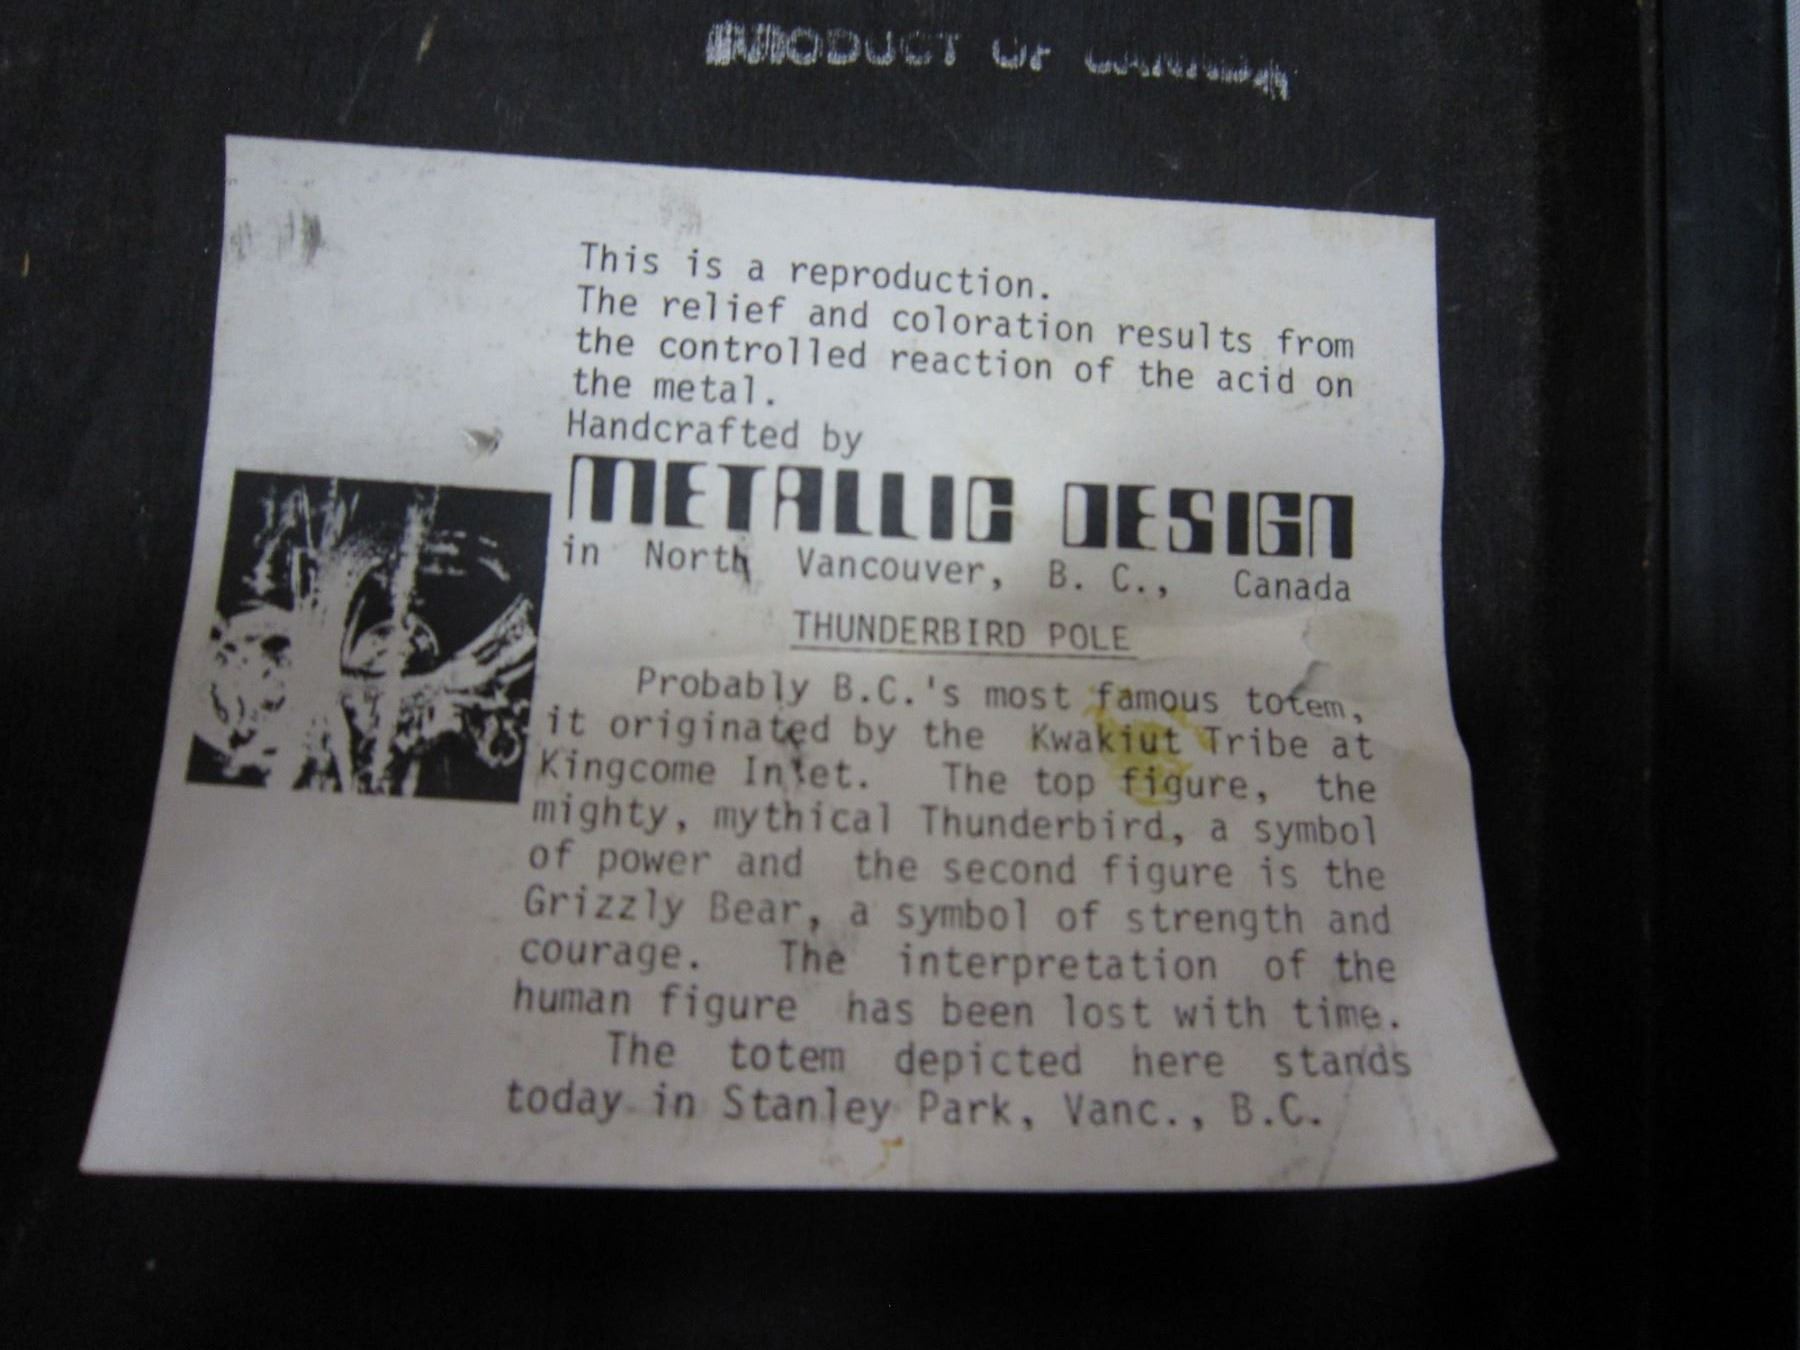 PRODUCT OF CANADA
This is a reproduction.
The relief and coloration results from
the controlled reaction of the acid on
the metal.
Handcrafted by
METALLIC DESIGN
in North Vancouver, B. C., Canada
THUNDERBIRD POLE
Probably B.C.'s most famous totem,
it originated by the Kwakiut Tribe at
Kingcome Inlet. The top figure, the
mighty, mythical Thunderbird, a symbol
of power and the second figure is the
Grizzly Bear, a symbol of strength and
courage. The interpretation of the
human figure has been lost with time.
The totem depicted here stands
today in Stanley Park, Vanc., B.C.